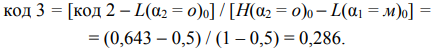 код 3 = [код 2 – L(α₂ = о)₀] / [H(α₂ = о)₀ – L(α₁ = м)₀] =
= (0,643 – 0,5) / (1 – 0,5) = 0,286.